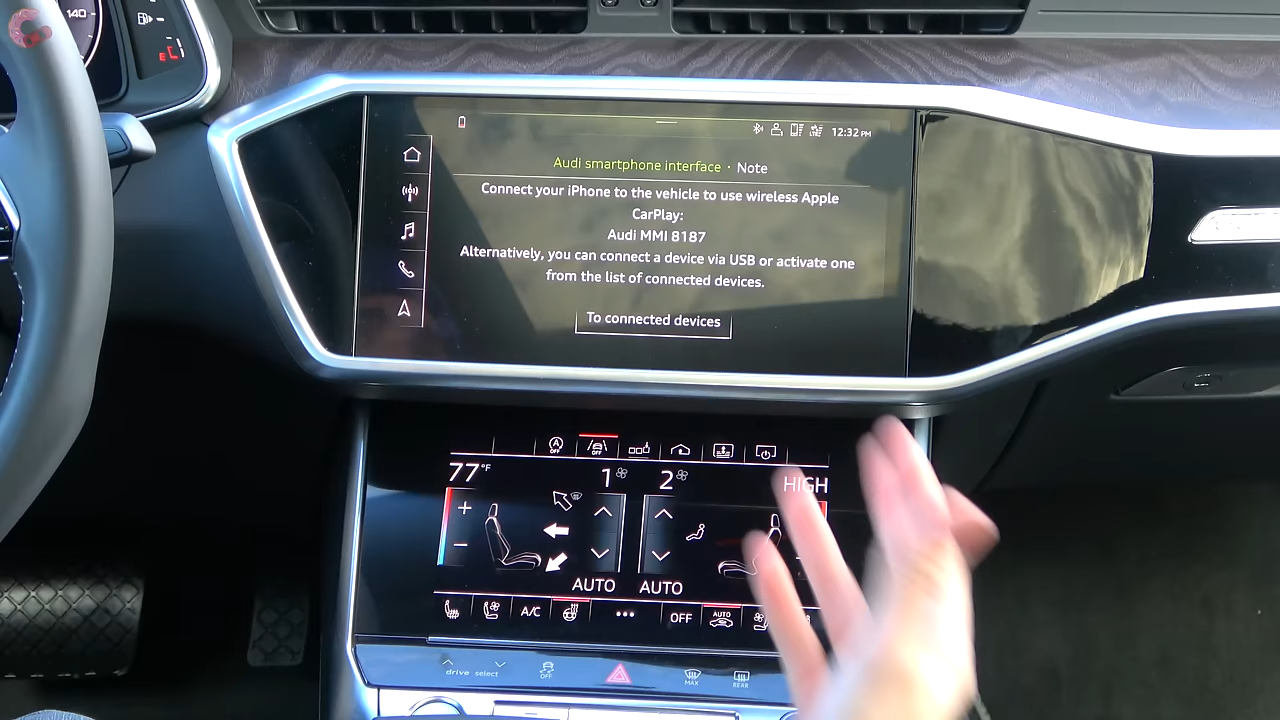 140
12:32 PM
Audi smartphone interface · Note
Connect your iPhone to the vehicle to use wireless Apple
CarPlay:
Audi MMI 8187
Alternatively, you can connect a device via USB or activate one
from the list of connected devices.
To connected devices
OFF
OFF
77°F
1
2
HIGH
AUTO
AUTO
A/C
OFF
AUTO
drive select
OFF
MAX
REAR